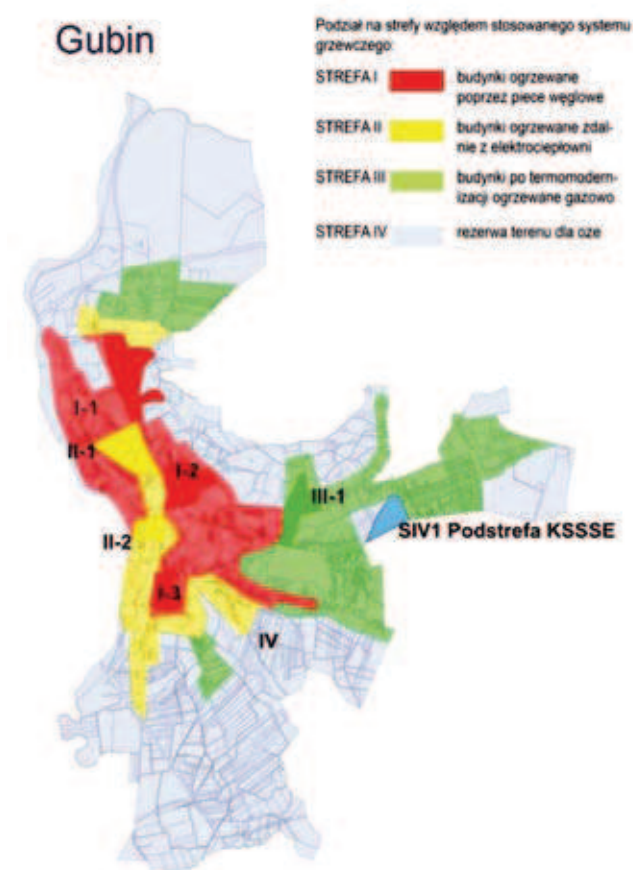 Gubin
Podział na strefy względem stosowanego systemu
grzewczego:
STREFA I
budynki ogrzewane
poprzez piece węglowe
STREFA II
budynki ogrzewane zdal-
nie z elektrociepłowni
STREFA III
budynki po termomodern-
izacji ogrzewane gazowo
STREFA IV
rezerwa terenu dla oze
I-1
II-1
I-2
III-1
SIV1 Podstrefa KSSSE
II-2
I-3
IV